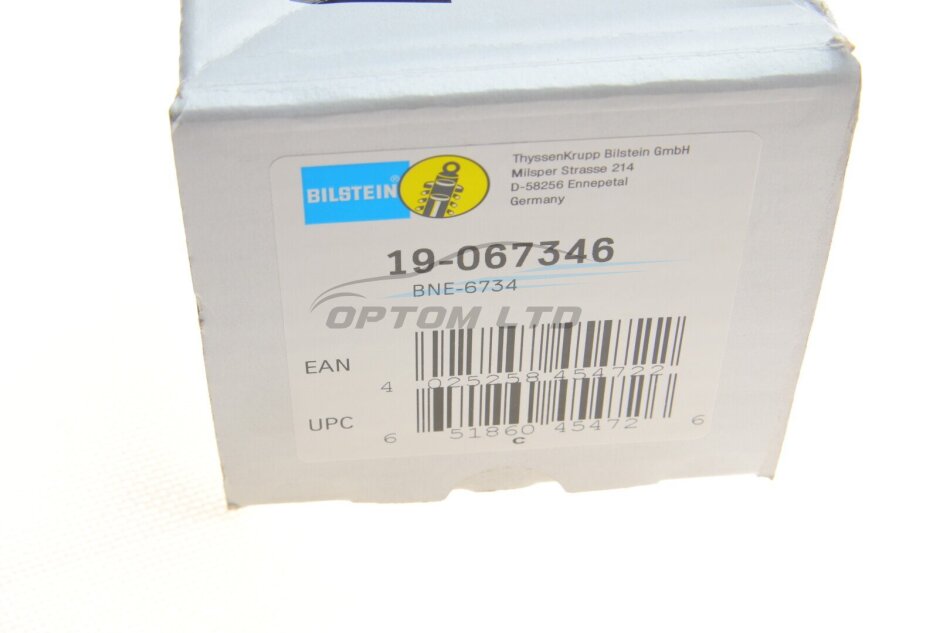 BILSTEIN®
ThyssenKrupp Bilstein GmbH
Milsper Strasse 214
D-58256 Ennepetal
Germany
19-067346
BNE-6734
OPTOM LTD
EAN
4 025258 454722
UPC
6 51860 45472 6
C